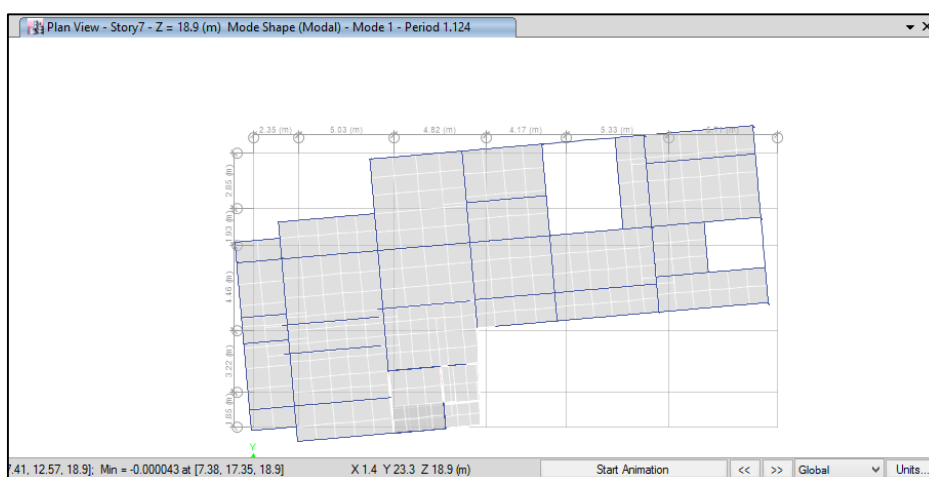 Plan View - Story7 - Z = 18.9 (m) Mode Shape (Modal) - Mode 1 - Period 1.124
2.35 (m) 5.03 (m) 4.82 (m) 4.17 (m) 5.33 (m)
2.85 (m)
1.93 (m)
4.46 (m)
3.22 (m)
1.85 (m)
Y
7.41, 12.57, 18.9]; Min = -0.000043 at [7.38, 17.35, 18.9] X 1.4 Y 23.3 Z 18.9 (m) Start Animation << >> Global Units...